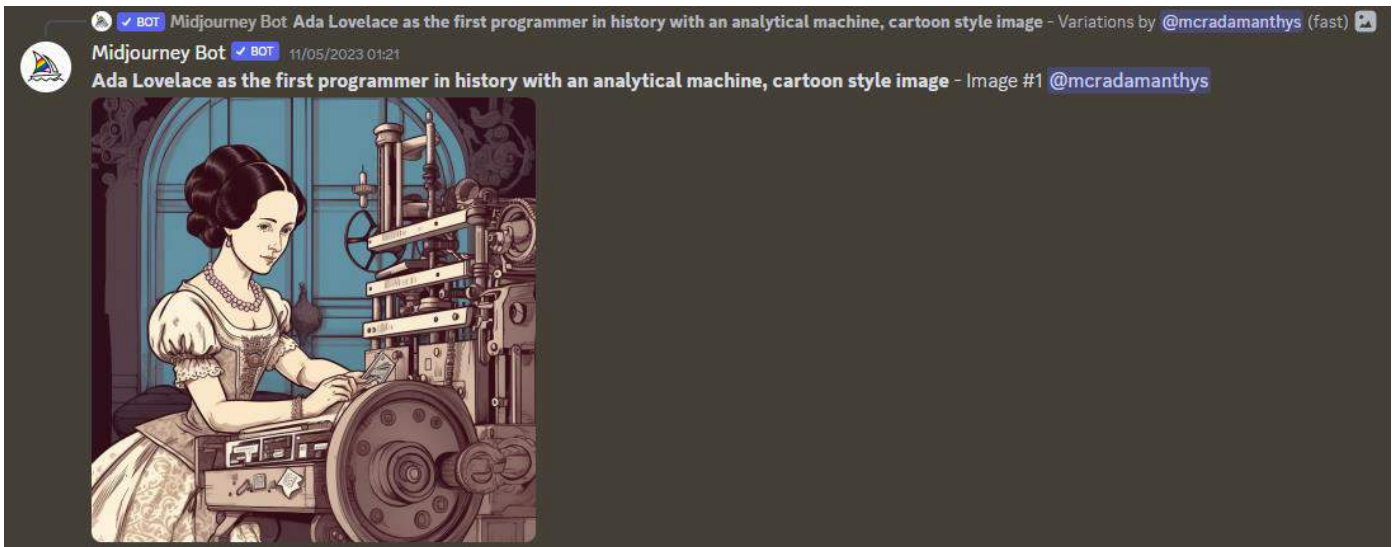 ✓ BOT Midjourney Bot Ada Lovelace as the first programmer in history with an analytical machine, cartoon style image - Variations by @mcradamanthys (fast)
Midjourney Bot ✓ BOT 11/05/2023 01:21
Ada Lovelace as the first programmer in history with an analytical machine, cartoon style image - Image #1 @mcradamanthys